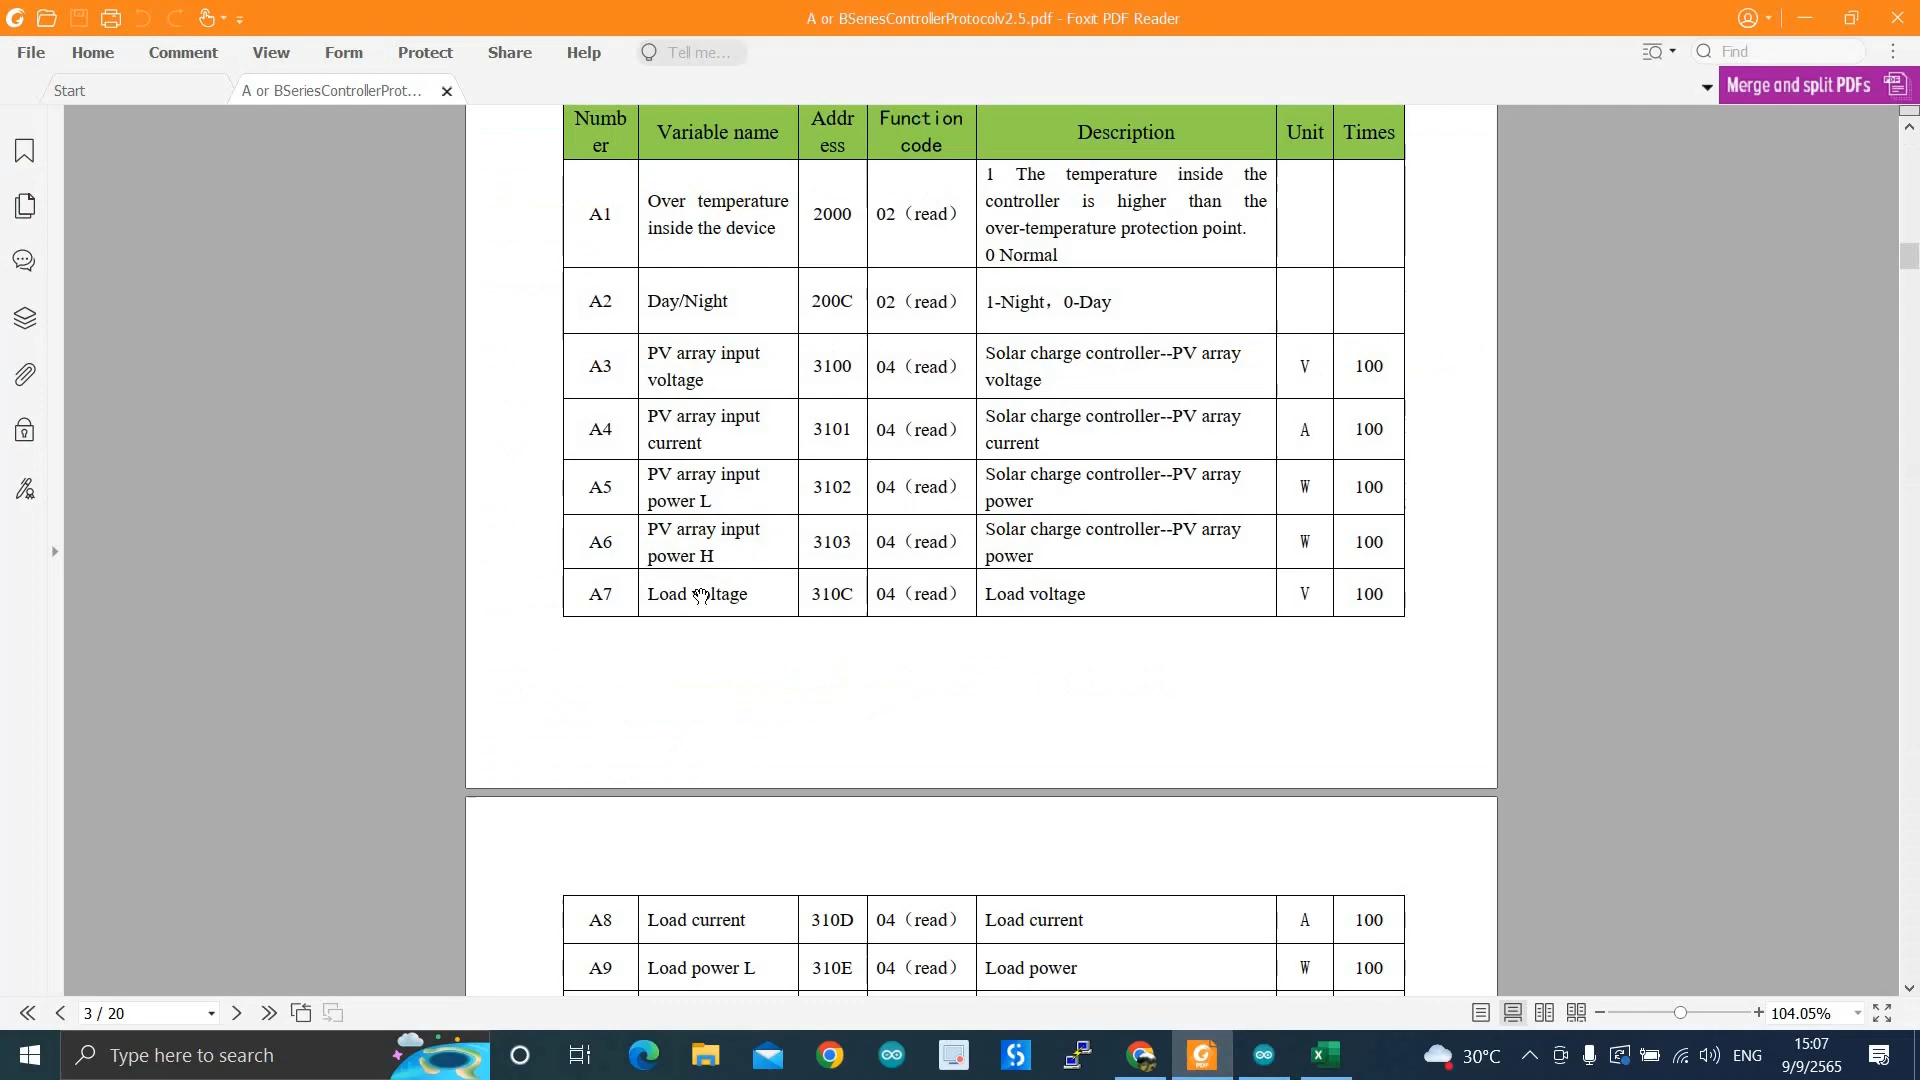 A or BSeriesControllerProtocolv2.5.pdf - Foxit PDF Reader
File Home Comment View Form Protect Share Help Tell me... Find
Start A or BSeriesControllerProt... Merge and split PDFs
Numb
er Variable name Addr
ess Function
code Description Unit Times
A1 Over temperature
inside the device 2000 02（read） 1 The temperature inside the
controller is higher than the
over-temperature protection point.
0 Normal
A2 Day/Night 200C 02（read） 1-Night，0-Day
A3 PV array input
voltage 3100 04（read） Solar charge controller--PV array
voltage V 100
A4 PV array input
current 3101 04（read） Solar charge controller--PV array
current A 100
A5 PV array input
power L 3102 04（read） Solar charge controller--PV array
power W 100
A6 PV array input
power H 3103 04（read） Solar charge controller--PV array
power W 100
A7 Load voltage 310C 04（read） Load voltage V 100
A8 Load current 310D 04（read） Load current A 100
A9 Load power L 310E 04（read） Load power W 100
3 / 20 104.05%
Type here to search 30°C ENG 15:07
9/9/2565